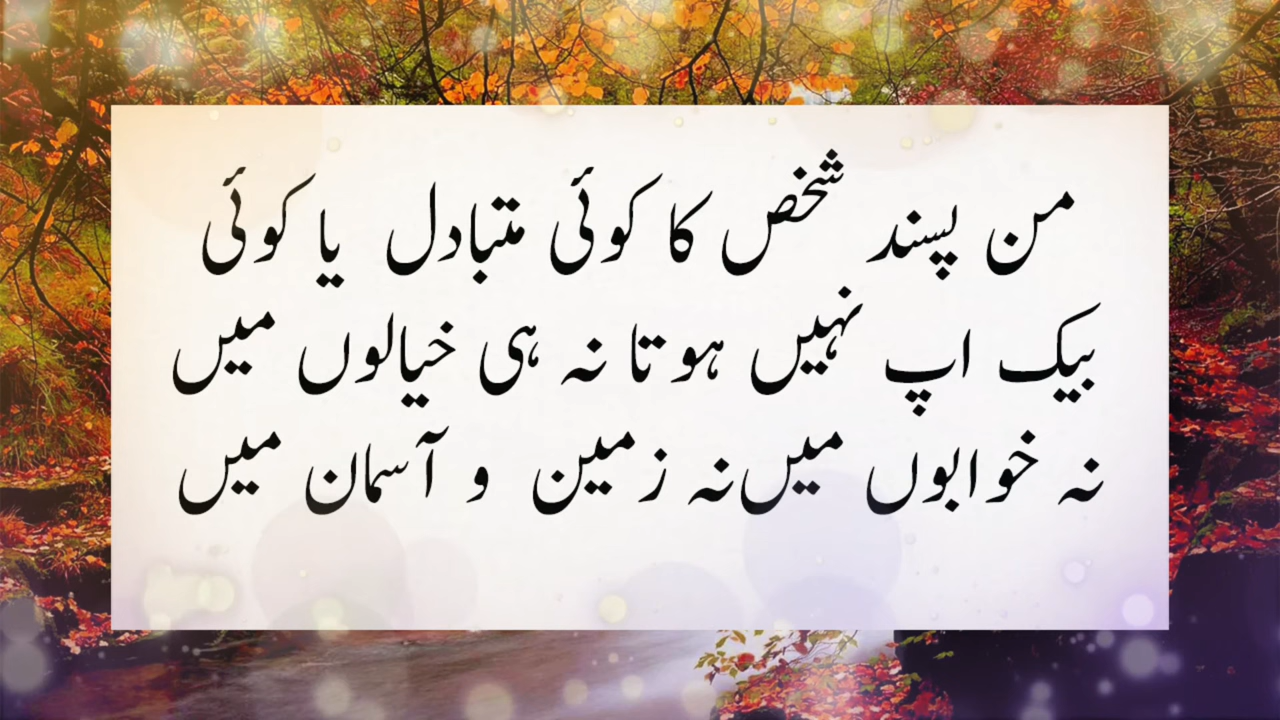 من پسند شخص کا کوئی متبادل یا کوئی
بیک اپ نہیں ہوتا نہ ہی خیالوں میں
نہ خوابوں میں نہ زمین و آسمان میں